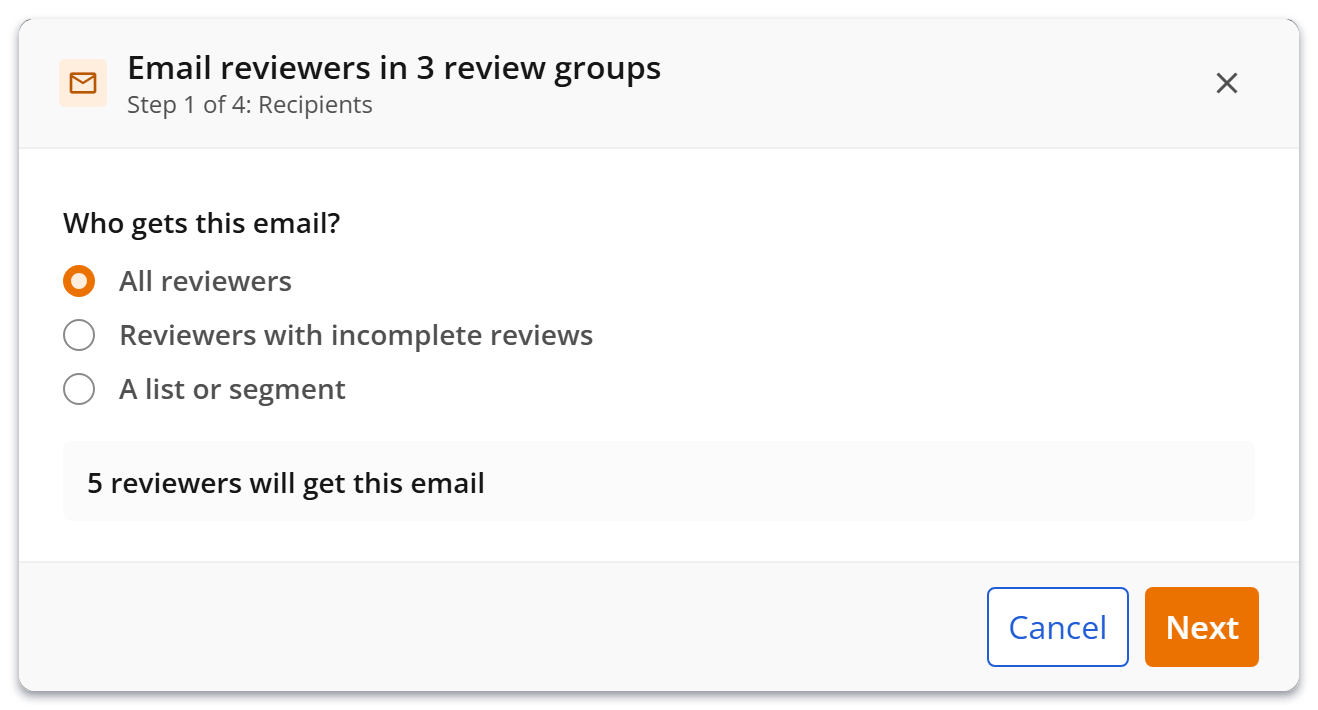 Email reviewers in 3 review groups
Step 1 of 4: Recipients
Who gets this email?
All reviewers
Reviewers with incomplete reviews
A list or segment
5 reviewers will get this email
Cancel
Next